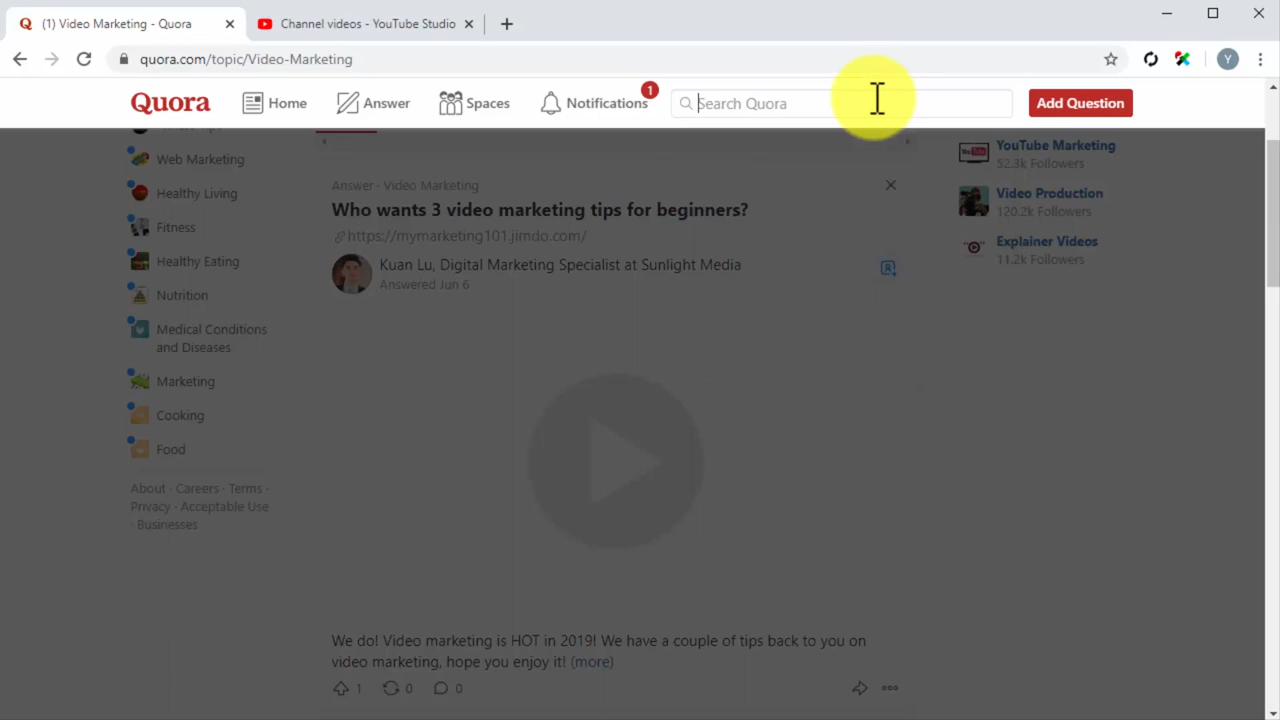 (1) Video Marketing - Quora
Channel videos - YouTube Studio
quora.com/topic/Video-Marketing
Y
Quora
Home
Answer
Spaces
Notifications
1
Search Quora
Add Question
Web Marketing
Healthy Living
Fitness
Healthy Eating
Nutrition
Medical Conditions
and Diseases
Marketing
Cooking
Food
About · Careers · Terms ·
Privacy · Acceptable Use
· Businesses
Answer · Video Marketing
Who wants 3 video marketing tips for beginners?
https://mymarketing101.jimdo.com/
Kuan Lu, Digital Marketing Specialist at Sunlight Media
Answered Jun 6
We do! Video marketing is HOT in 2019! We have a couple of tips back to you on
video marketing, hope you enjoy it! (more)
1 0 0
YouTube Marketing
52.3k Followers
Video Production
120.2k Followers
Explainer Videos
11.2k Followers